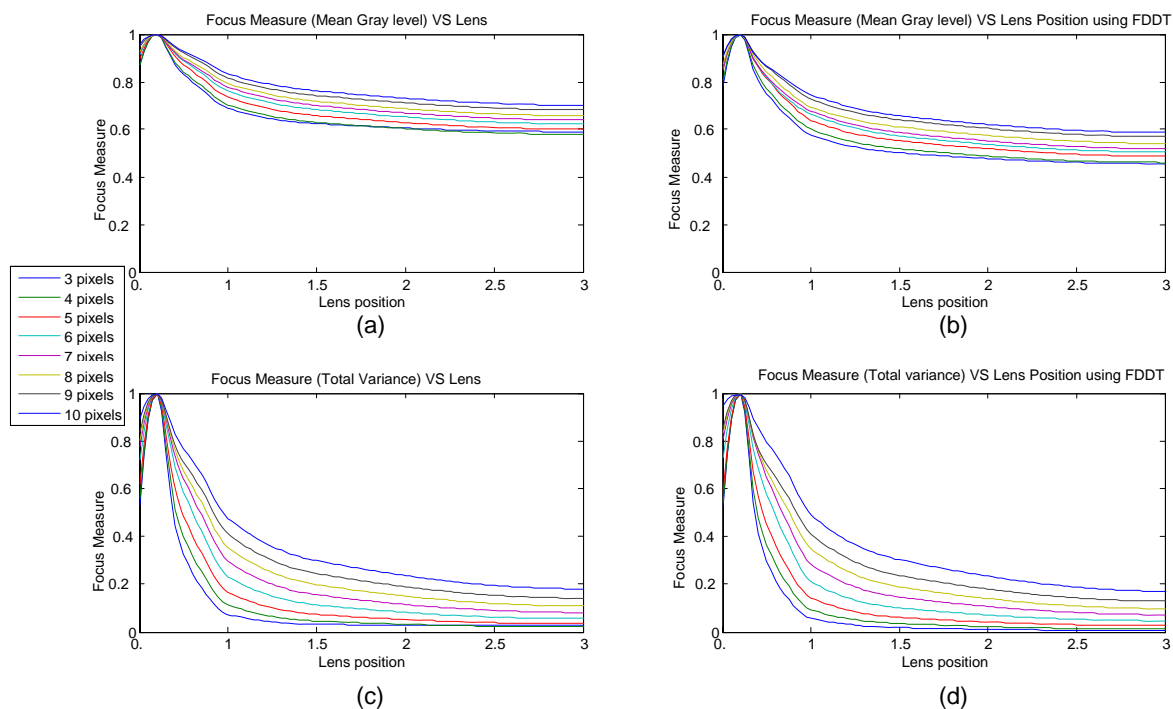 Focus Measure (Mean Gray level) VS Lens
Focus Measure
1
0.8
0.6
0.4
0.2
0
0.
1
1.5
2
2.5
3
Lens position
(a)
Focus Measure (Mean Gray level) VS Lens Position using FDDT
Focus Measure
1
0.8
0.6
0.4
0.2
0
0.
1
1.5
2
2.5
3
Lens position
(b)
3 pixels
4 pixels
5 pixels
6 pixels
7 pixels
8 pixels
9 pixels
10 pixels
Focus Measure (Total Variance) VS Lens
Focus Measure
1
0.8
0.6
0.4
0.2
0
0.
1
1.5
2
2.5
3
Lens position
(c)
Focus Measure (Total variance) VS Lens Position using FDDT
Focus Measure
1
0.8
0.6
0.4
0.2
0
0.
1
1.5
2
2.5
3
Lens position
(d)